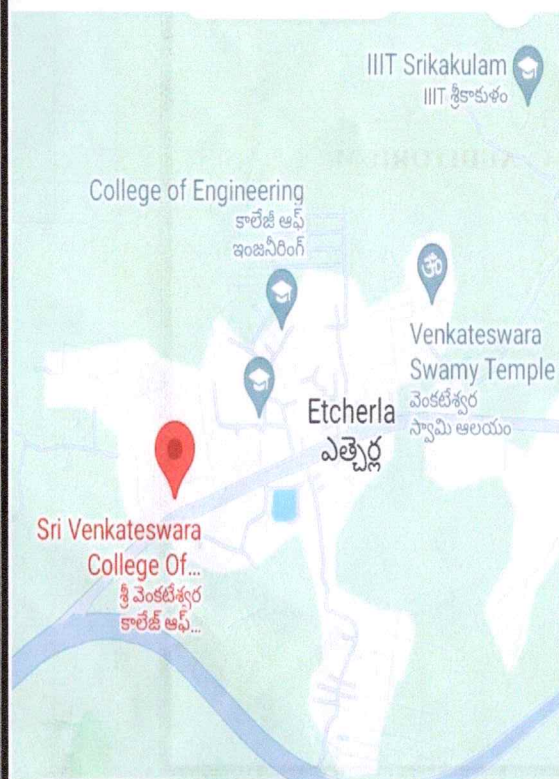 IIIT Srikakulam
IIIT శ్రీకాకుళం
College of Engineering
కాలేజీ ఆఫ్
ఇంజనీరింగ్
Venkateswara
Swamy Temple
వెంకటేశ్వర
స్వామి ఆలయం
Etcherla
ఎత్చెర్ల
Sri Venkateswara
College Of...
శ్రీ వెంకటేశ్వర
కాలేజ్ ఆఫ్...